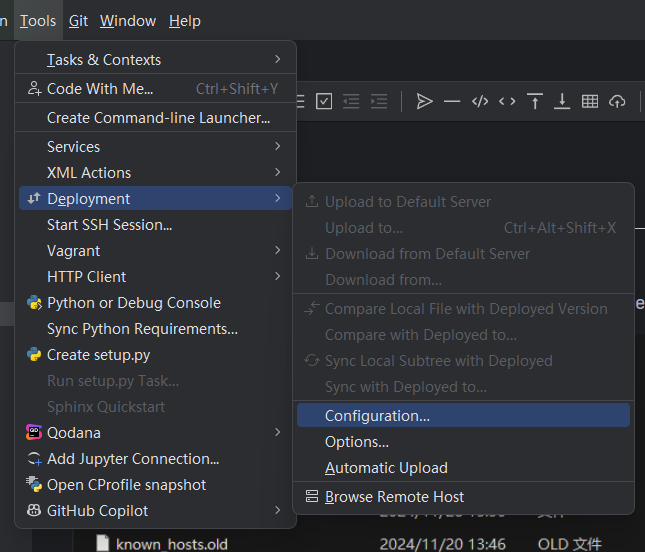 Tools Git Window Help
Tasks & Contexts
Code With Me... Ctrl+Shift+Y
Create Command-line Launcher...
Services
XML Actions
Deployment
Start SSH Session...
Vagrant
HTTP Client
Python or Debug Console
Sync Python Requirements...
Create setup.py
Run setup.py Task...
Sphinx Quickstart
Qodana
Add Jupyter Connection...
Open CProfile snapshot
GitHub Copilot
Upload to Default Server
Upload to... Ctrl+Alt+Shift+X
Download from Default Server
Download from...
Compare Local File with Deployed Version
Compare with Deployed to...
Sync Local Subtree with Deployed
Sync with Deployed to...
Configuration...
Options...
Automatic Upload
Browse Remote Host
known_hosts.old 2024/11/20 13:46 OLD 文件